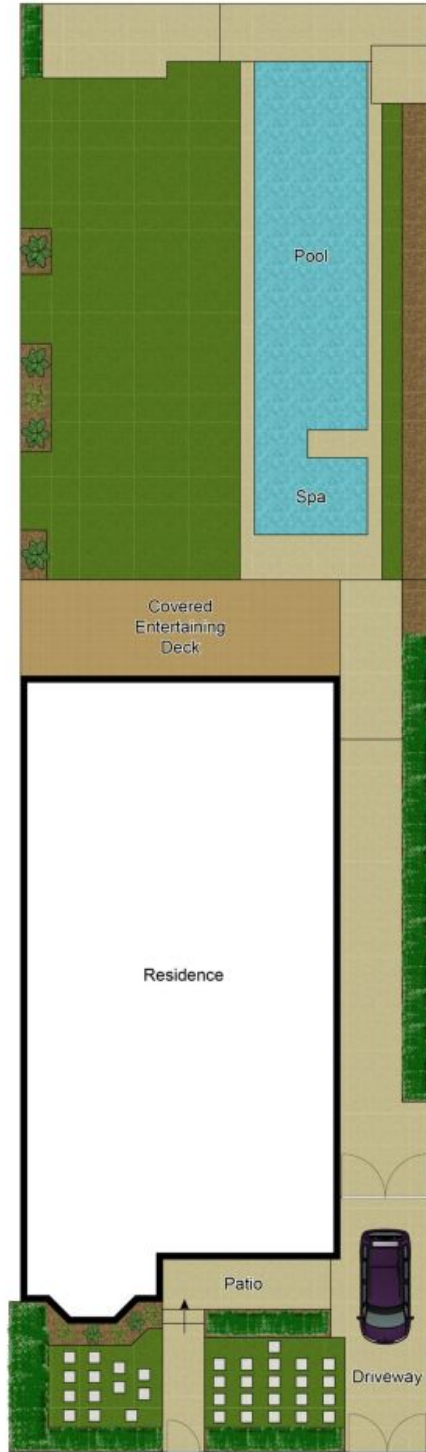 Pool
Spa
Covered
Entertaining
Deck
Residence
Patio
Driveway